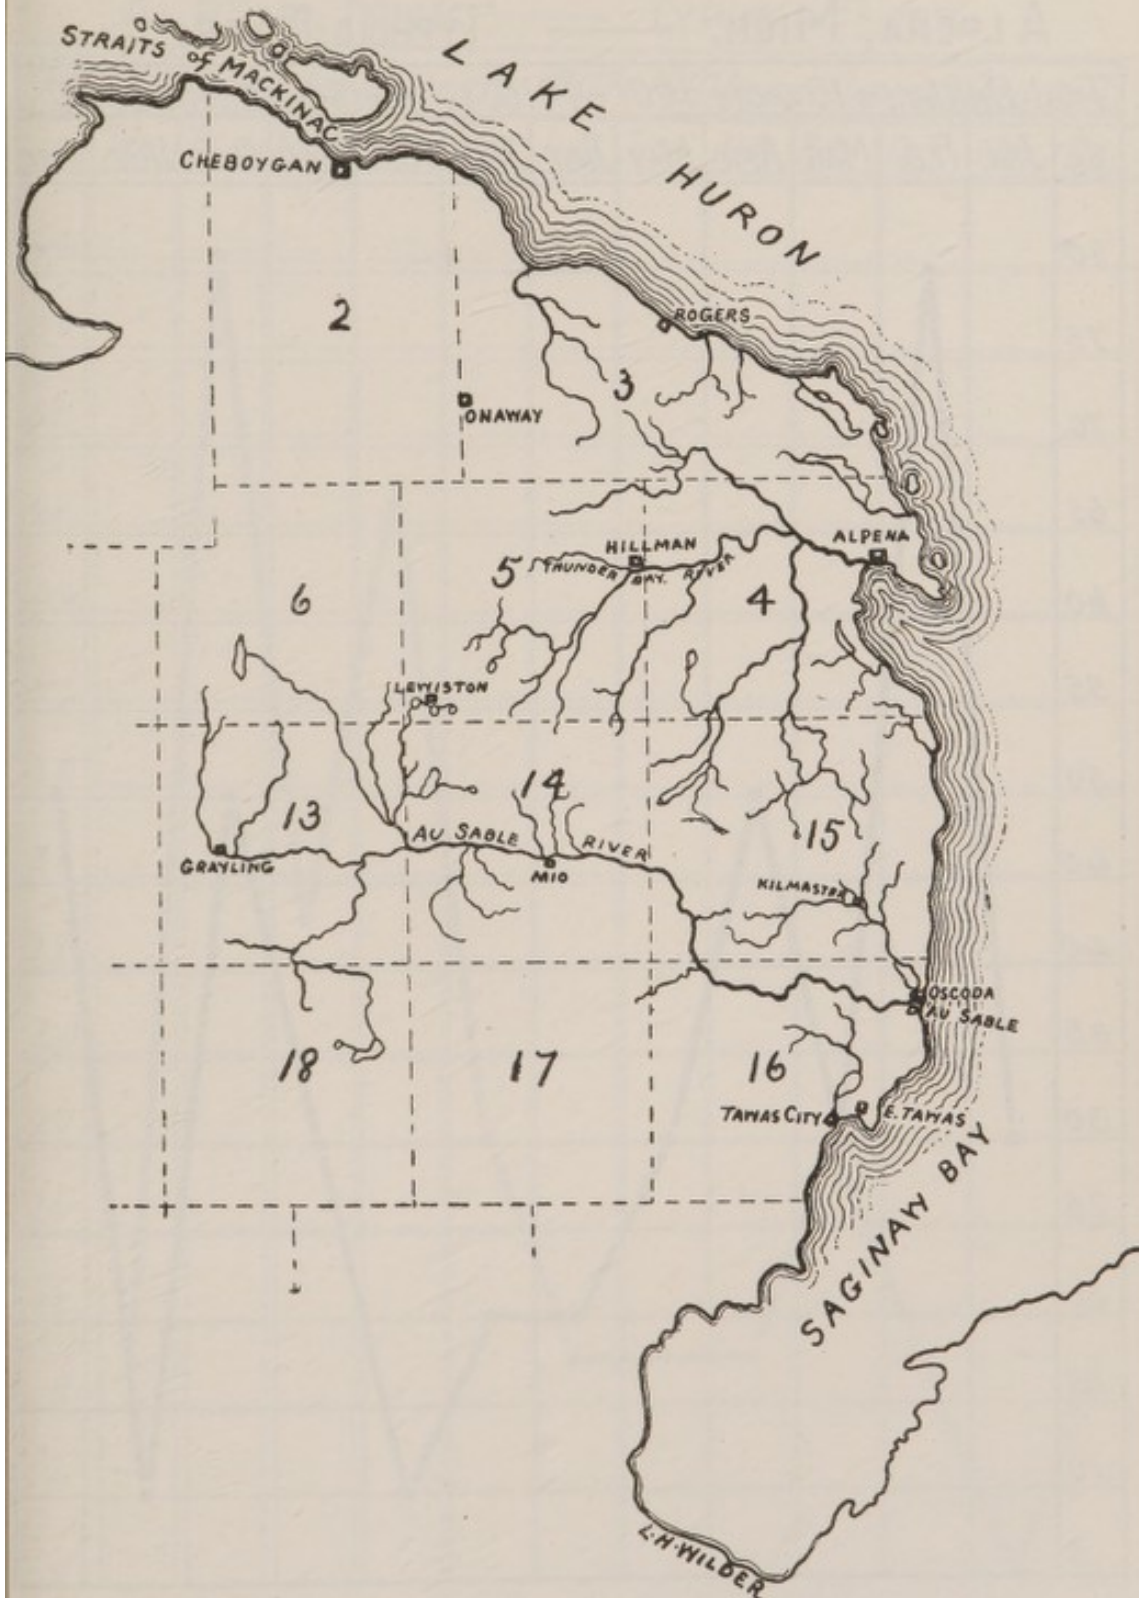 STRAITS of MACKINAC
LAKE HURON
CHEBOYGAN
2
ROGERS
3
ONAWAY
ALPENA
HILLMAN
5
THUNDER BAY. RIVER
4
6
LEWISTON
14
13
15
AU SABLE RIVER
GRAYLING
MIO
KILMASTER
OSCODA
AU SABLE
18
17
16
TAWAS CITY
E. TAWAS
SAGINAW BAY
L.H.WILDER